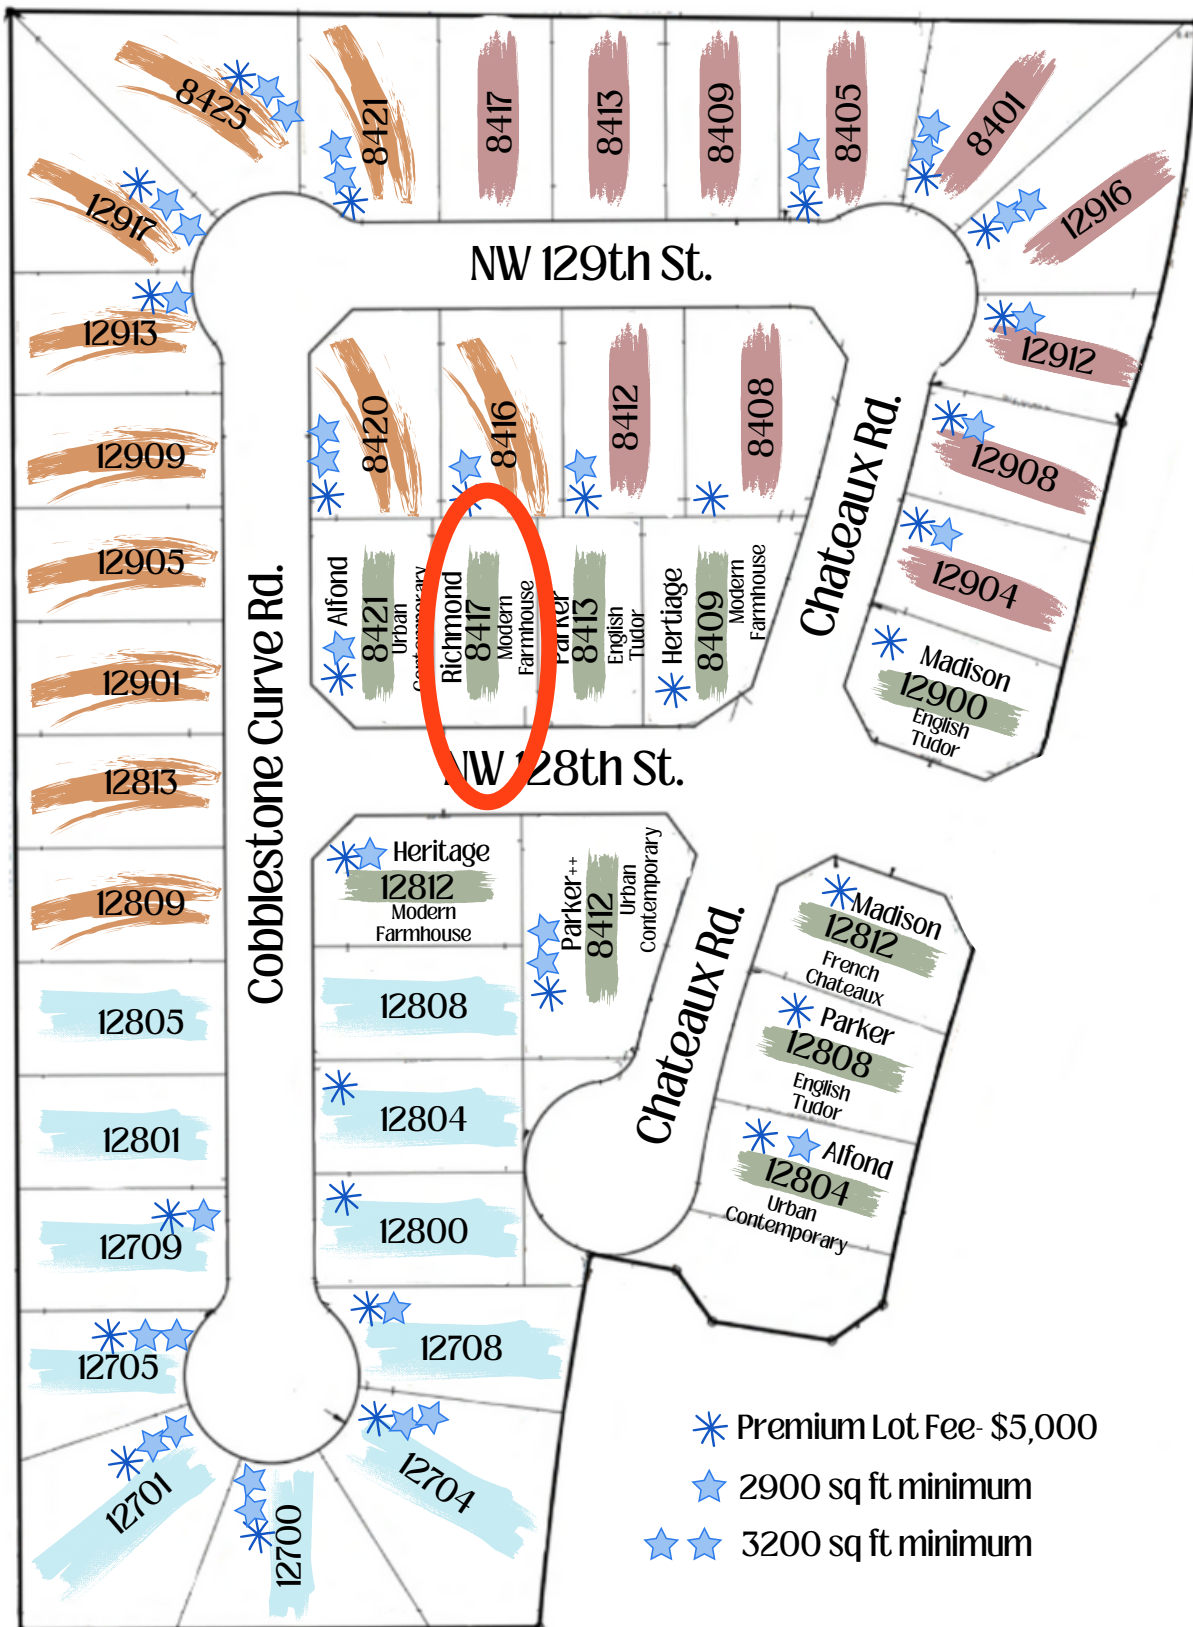 8425
8421
8417
8413
8409
8405
8401
12917
12916
NW 129th St.
12913
12912
8420
8416
8412
8408
12909
12908
Chateaux Rd.
12905
12904
Cobblestone Curve Rd.
Alfond
8421
Urban
Contemporary
Richmond
8417
Modern
Farmhouse
Parker
8413
English
Tudor
Hertiage
8409
Modern
Farmhouse
Madison
12900
English
Tudor
12901
12813
NW 128th St.
12809
Heritage
12812
Modern
Farmhouse
Parker++
8412
Urban
Contemporary
Chateaux Rd.
Madison
12812
French
Chateaux
12805
12808
Parker
12808
English
Tudor
12801
12804
Alfond
12804
Urban
Contemporary
12709
12800
12705
12708
12701
12700
12704
Premium Lot Fee- $5,000
2900 sq ft minimum
3200 sq ft minimum